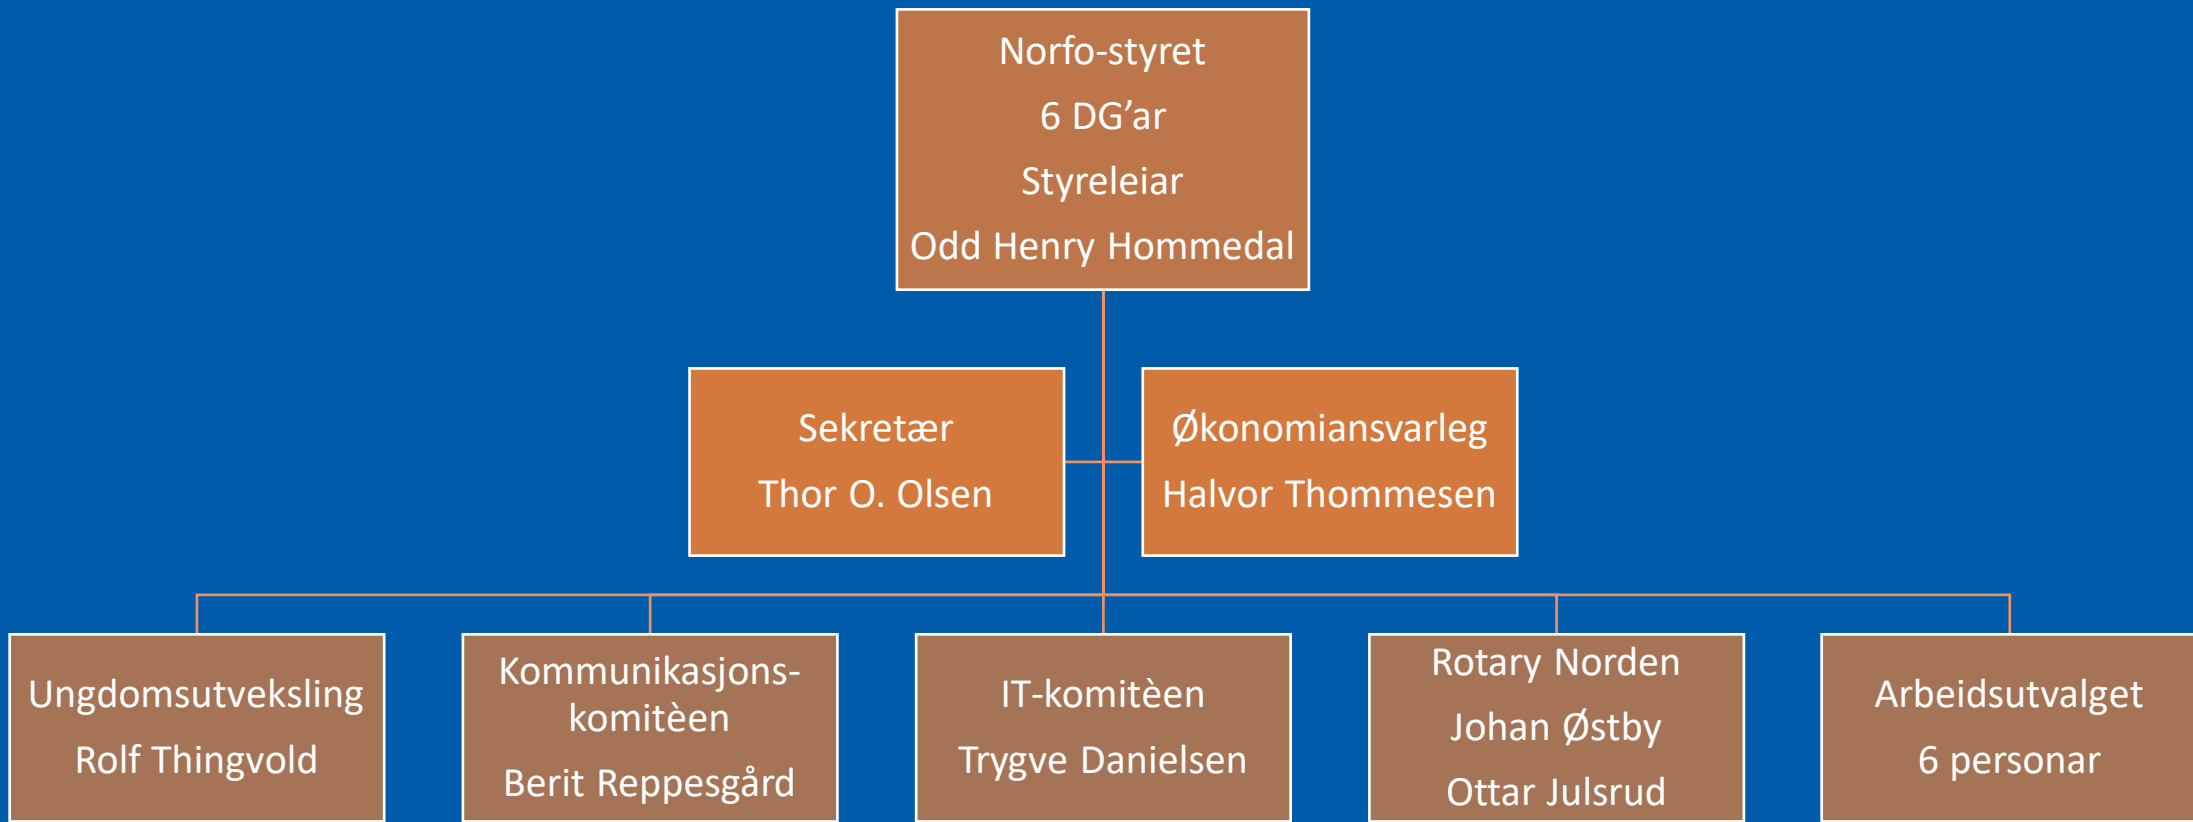 Norfo-styret
6 DG’ar
Styreleiar
Odd Henry Hommedal
Sekretær
Thor O. Olsen
Økonomiansvarleg
Halvor Thommesen
Ungdomsutveksling
Rolf Thingvold
Kommunikasjons-
komitèen
Berit Reppesgård
IT-komitèen
Trygve Danielsen
Rotary Norden
Johan Østby
Ottar Julsrud
Arbeidsutvalget
6 personar